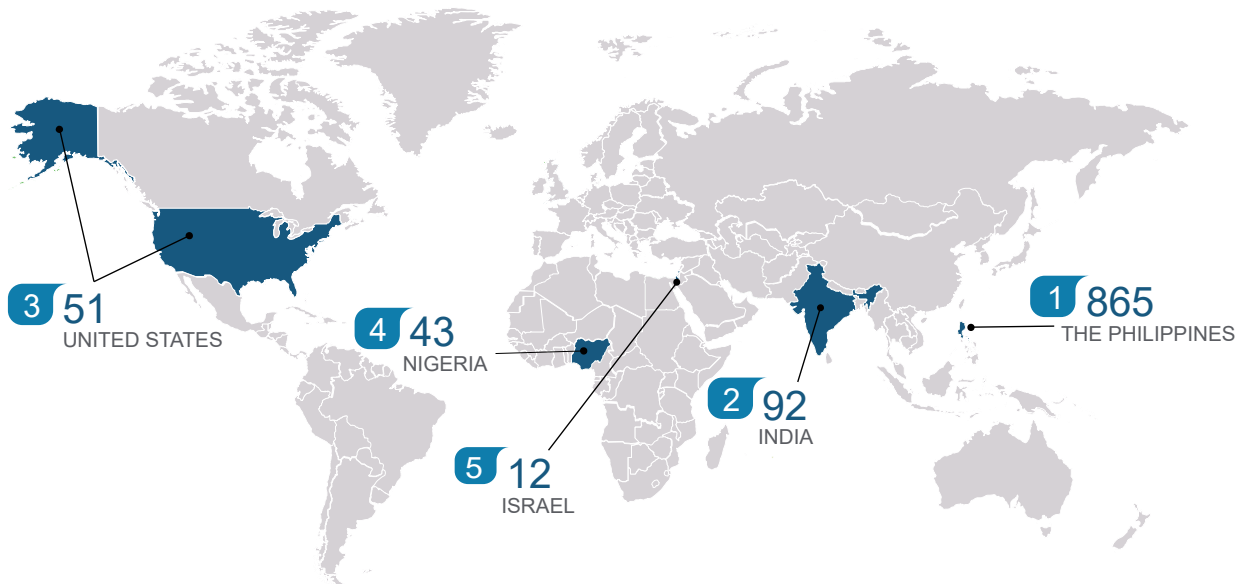 1 865
THE PHILIPPINES
2 92
INDIA
3 51
UNITED STATES
4 43
NIGERIA
5 12
ISRAEL